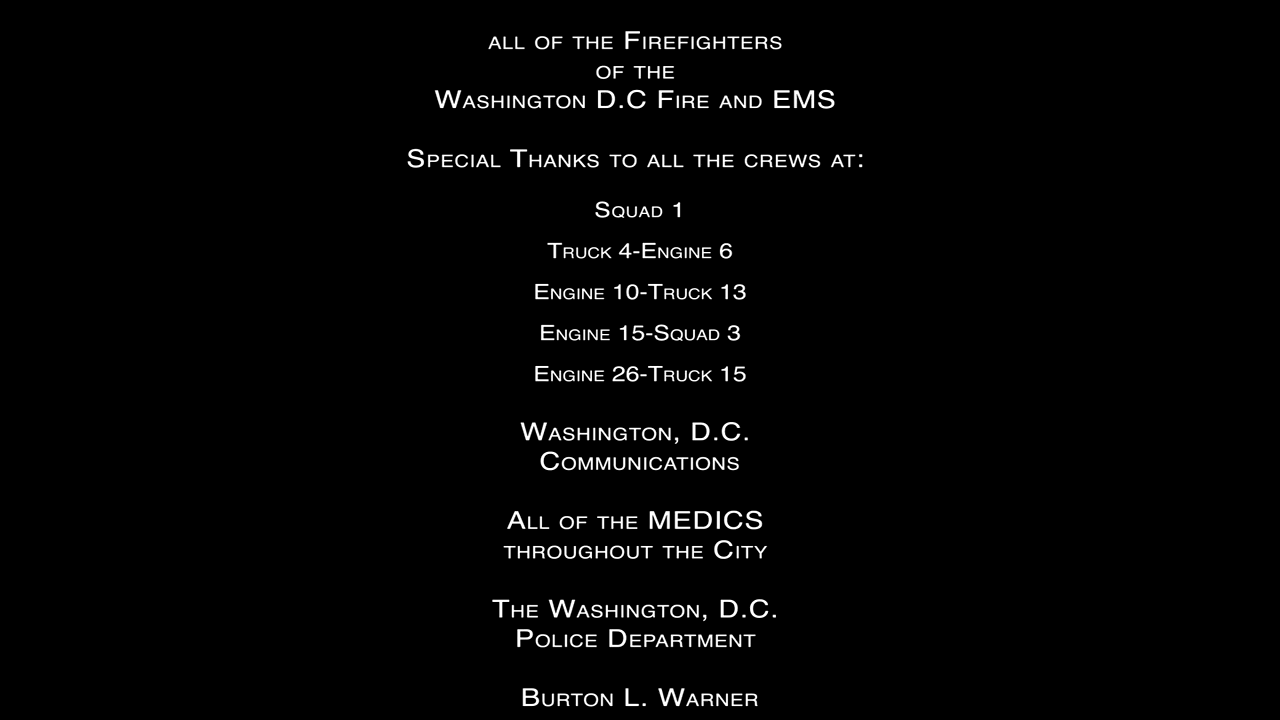 all of the Firefighters
of the
Washington D.C Fire and EMS
Special Thanks to all the crews at:
Squad 1
Truck 4-Engine 6
Engine 10-Truck 13
Engine 15-Squad 3
Engine 26-Truck 15
Washington, D.C.
Communications
All of the MEDICS
throughout the City
The Washington, D.C.
Police Department
Burton L. Warner